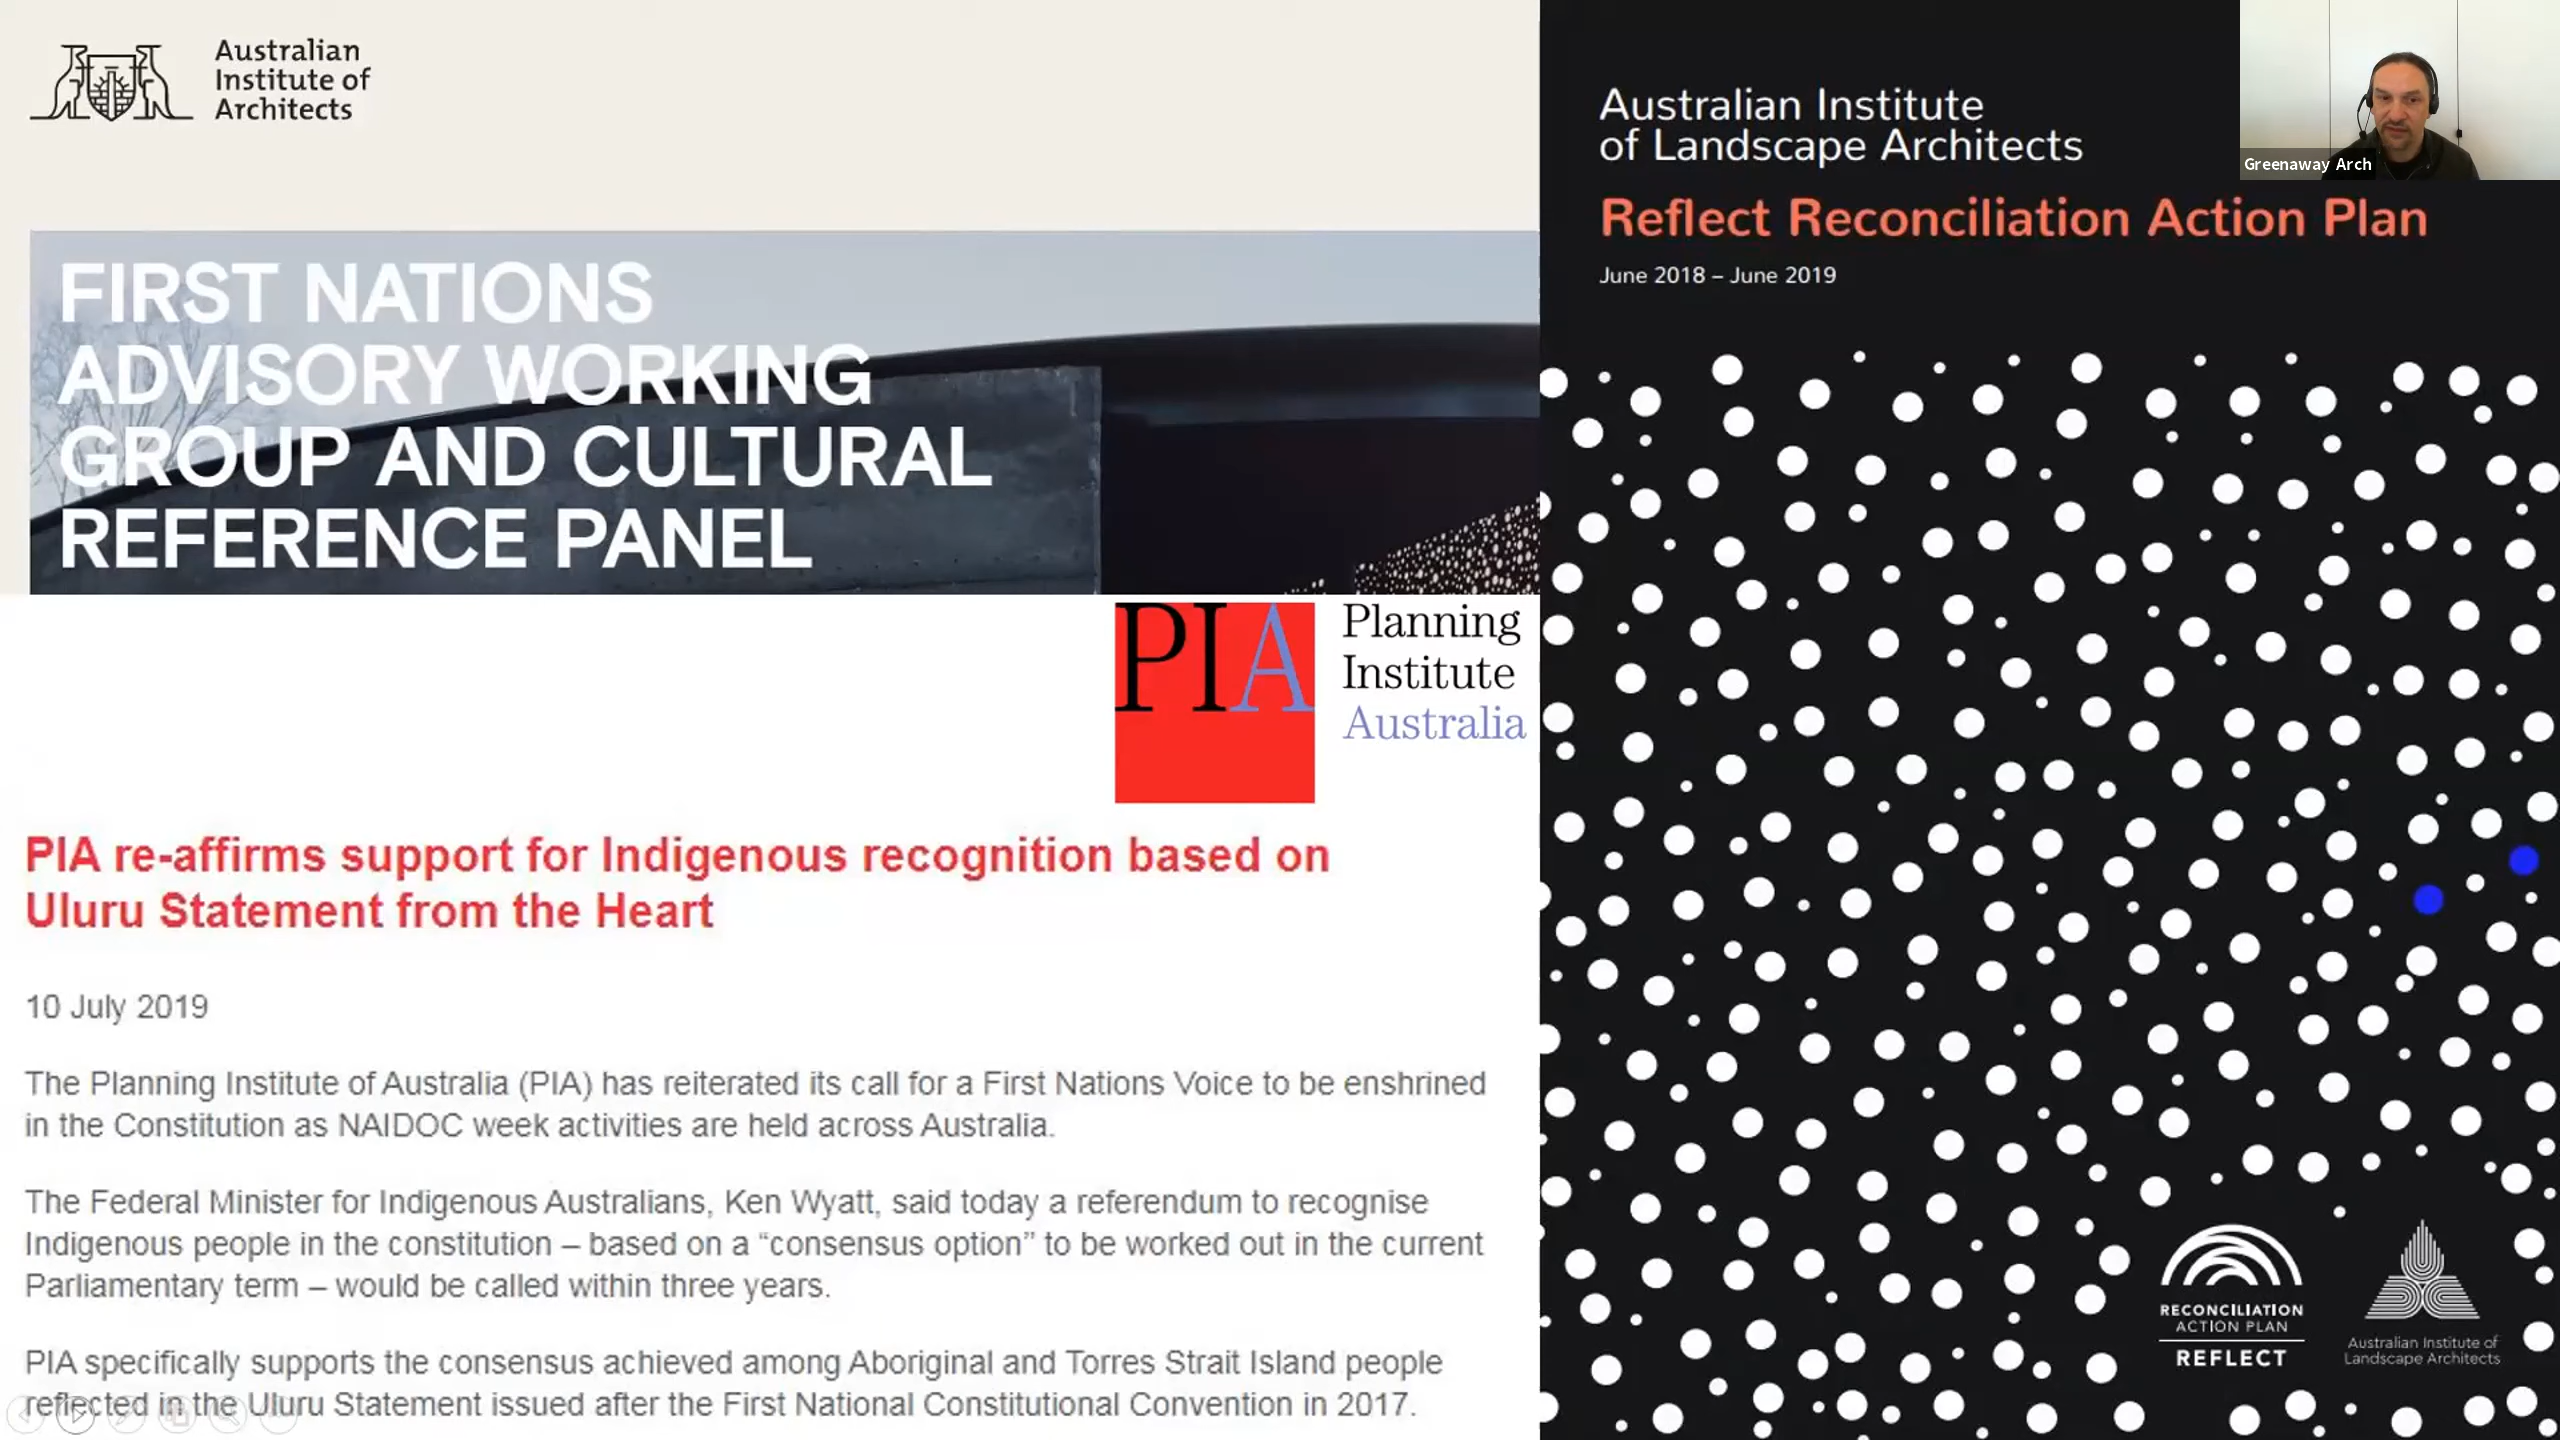 Australian
Institute of
Architects
FIRST NATIONS
ADVISORY WORKING
GROUP AND CULTURAL
REFERENCE PANEL
PIA
Planning
Institute
Australia
PIA re-affirms support for Indigenous recognition based on
Uluru Statement from the Heart
10 July 2019
The Planning Institute of Australia (PIA) has reiterated its call for a First Nations Voice to be enshrined
in the Constitution as NAIDOC week activities are held across Australia.
The Federal Minister for Indigenous Australians, Ken Wyatt, said today a referendum to recognise
Indigenous people in the constitution – based on a “consensus option” to be worked out in the current
Parliamentary term – would be called within three years.
PIA specifically supports the consensus achieved among Aboriginal and Torres Strait Island people
reflected in the Uluru Statement issued after the First National Constitutional Convention in 2017.
Australian Institute
of Landscape Architects
Reflect Reconciliation Action Plan
June 2018 – June 2019
RECONCILIATION
ACTION PLAN
REFLECT
Australian Institute of
Landscape Architects
Greenaway Arch